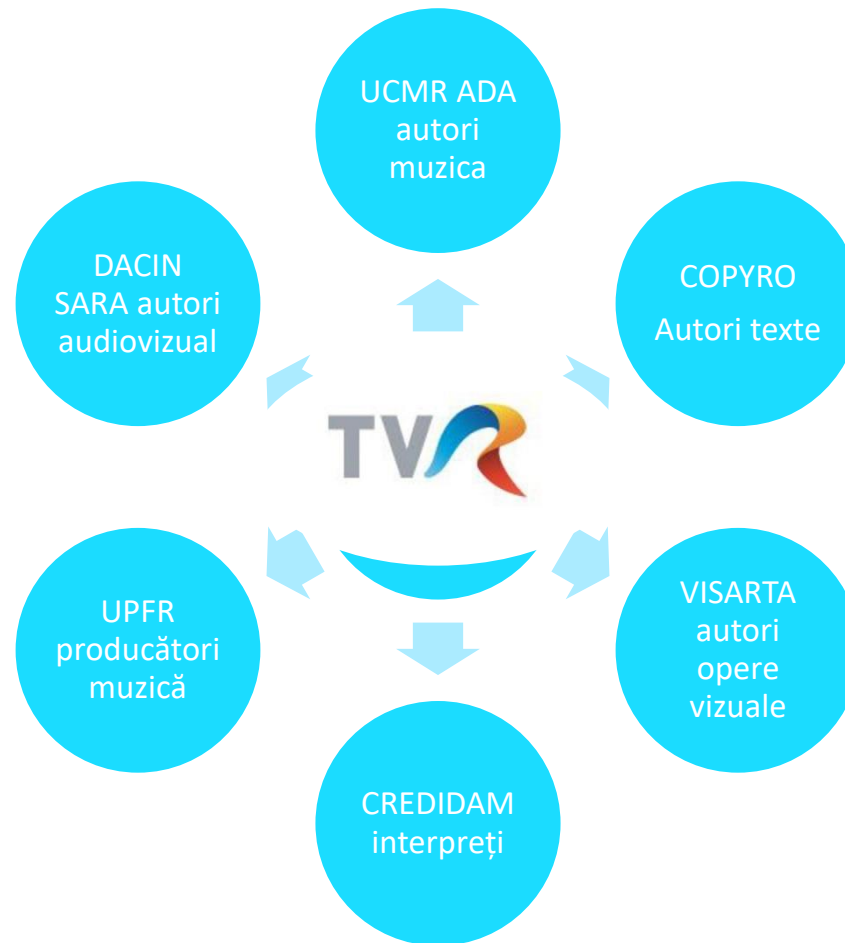 UCMR ADA
autori
muzica
COPYRO
Autori texte
VISARTA
autori
opere
vizuale
CREDIDAM
interpreți
UPFR
producători
muzică
DACIN
SARA autori
audiovizual
TVR